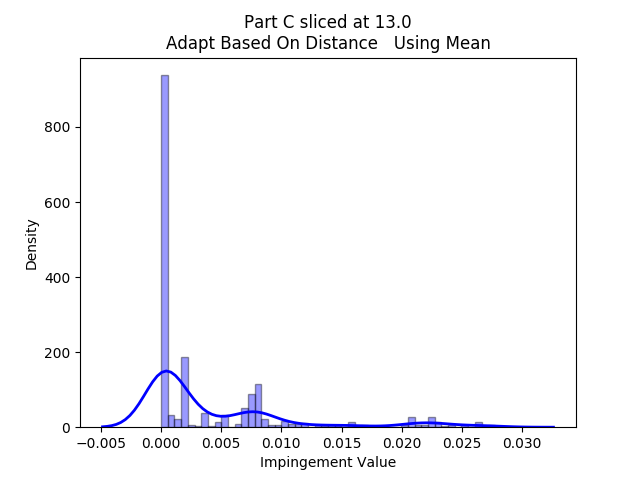 Part C sliced at 13.0
Adapt Based On Distance   Using Mean
Density
800
600
400
200
0
−0.005 0.000 0.005 0.010 0.015 0.020 0.025 0.030
Impingement Value